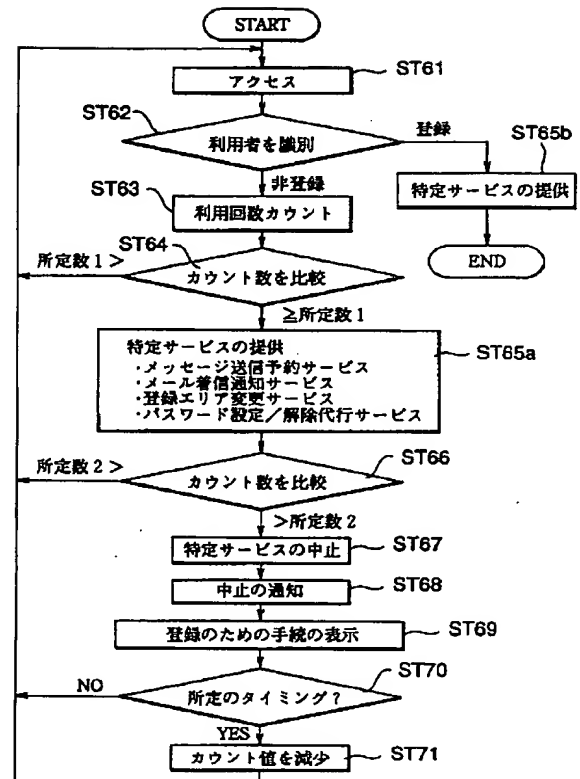 START
アクセス
ST61
ST62
利用者を識別
登録
ST65b
特定サービスの提供
END
非登録
ST63
利用回数カウント
ST64
所定数1>
カウント数を比較
≧所定数1
特定サービスの提供
・メッセージ送信予約サービス
・メール着信通知サービス
・登録エリア変更サービス
・パスワード設定/解除代行サービス
ST65a
所定数2>
カウント数を比較
ST66
>所定数2
特定サービスの中止
ST67
中止の通知
ST68
登録のための手続の表示
ST69
NO
所定のタイミング?
ST70
YES
カウント値を減少
ST71